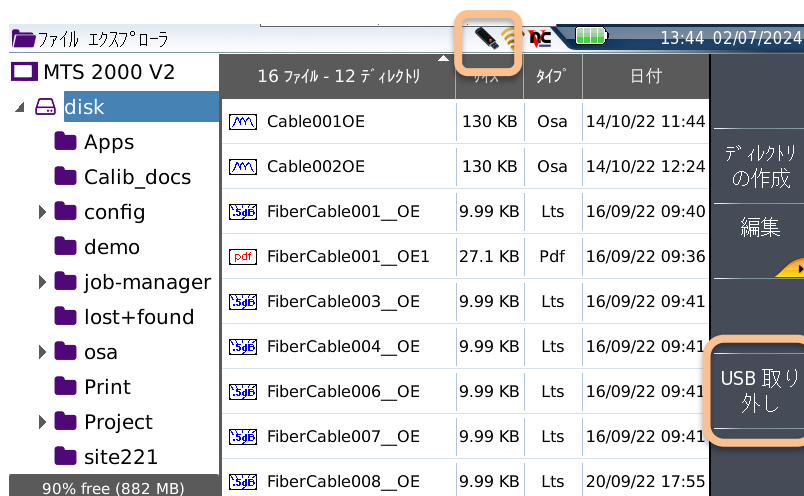 ファイル エクスプローラ
13:44 02/07/2024
MTS 2000 V2
disk
Apps
Calib_docs
config
demo
job-manager
lost+found
osa
Print
Project
site221
90% free (882 MB)
16 ファイル - 12 ディレクトリ サイズ タイプ 日付
Cable001OE 130 KB Osa 14/10/22 11:44
Cable002OE 130 KB Osa 14/10/22 12:24
.5dB FiberCable001__OE 9.99 KB Lts 16/09/22 09:40
pdf FiberCable001__OE1 27.1 KB Pdf 16/09/22 09:36
.5dB FiberCable003__OE 9.99 KB Lts 16/09/22 09:41
.5dB FiberCable004__OE 9.99 KB Lts 16/09/22 09:41
.5dB FiberCable006__OE 9.99 KB Lts 16/09/22 09:41
.5dB FiberCable007__OE 9.99 KB Lts 16/09/22 09:41
.5dB FiberCable008__OE 9.99 KB Lts 20/09/22 17:55
ディレクトリ
の作成
編集
USB 取り
外し